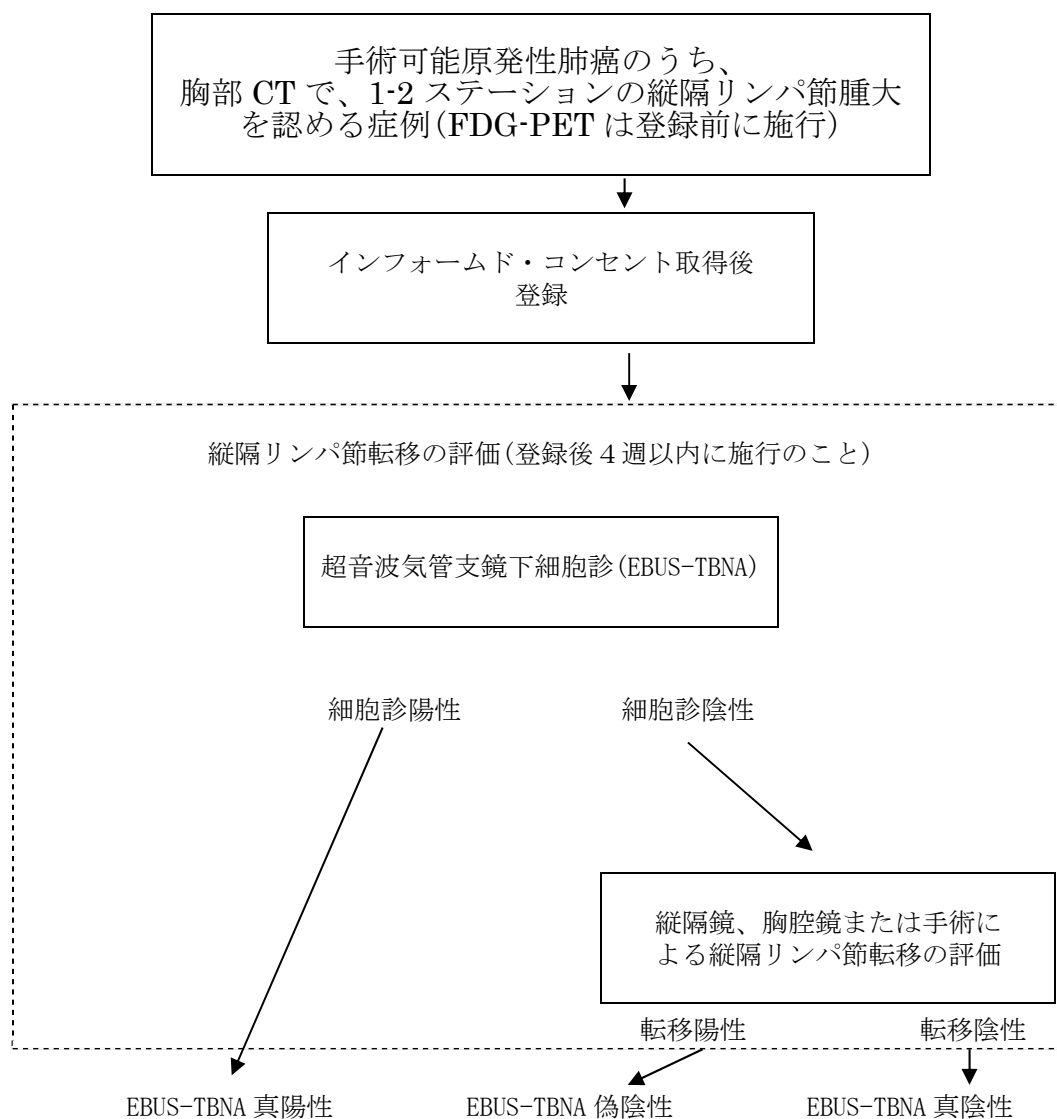 手術可能原発性肺癌のうち、
胸部 CT で、1-2 ステーションの縦隔リンパ節腫大
を認める症例(FDG-PET は登録前に施行)
インフォームド・コンセント取得後
登録
縦隔リンパ節転移の評価(登録後４週以内に施行のこと)
超音波気管支鏡下細胞診(EBUS-TBNA)
細胞診陽性
細胞診陰性
縦隔鏡、胸腔鏡または手術に
よる縦隔リンパ節転移の評価
転移陽性
転移陰性
EBUS-TBNA 真陽性
EBUS-TBNA 偽陰性
EBUS-TBNA 真陰性